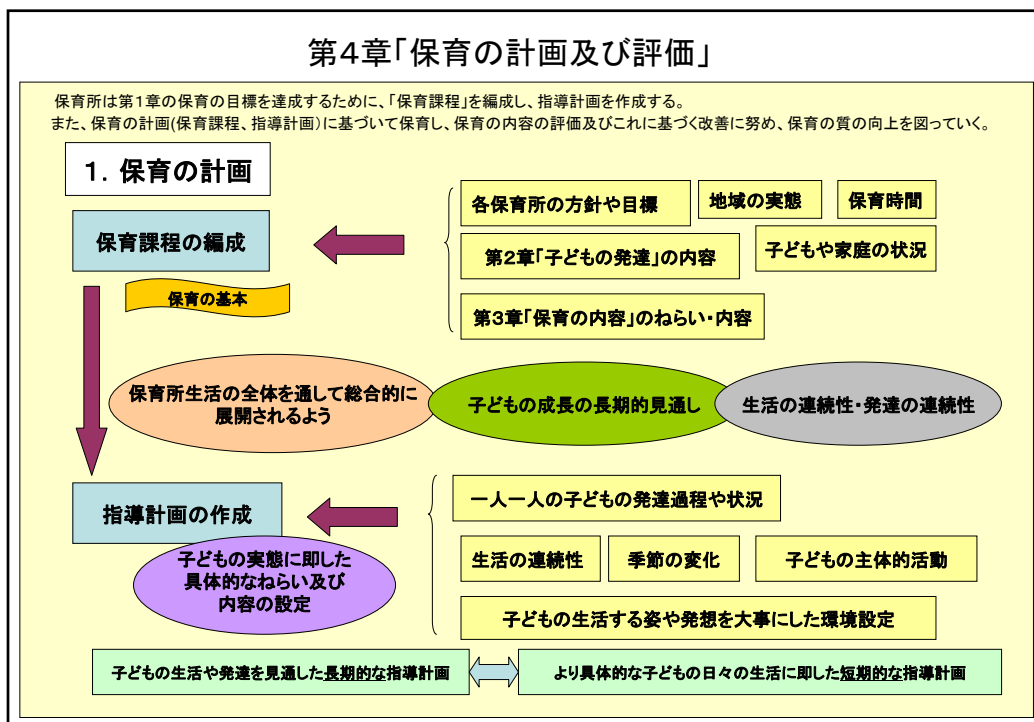 第4章「保育の計画及び評価」
保育所は第1章の保育の目標を達成するために、「保育課程」を編成し、指導計画を作成する。
また、保育の計画(保育課程、指導計画)に基づいて保育し、保育の内容の評価及びこれに基づく改善に努め、保育の質の向上を図っていく。
1. 保育の計画
保育課程の編成
保育の基本
各保育所の方針や目標
地域の実態
保育時間
第2章「子どもの発達」の内容
子どもや家庭の状況
第3章「保育の内容」のねらい・内容
保育所生活の全体を通して総合的に
展開されるよう
子どもの成長の長期的見通し
生活の連続性・発達の連続性
指導計画の作成
子どもの実態に即した
具体的なねらい及び
内容の設定
一人一人の子どもの発達過程や状況
生活の連続性
季節の変化
子どもの主体的活動
子どもの生活する姿や発想を大事にした環境設定
子どもの生活や発達を見通した長期的な指導計画
より具体的な子どもの日々の生活に即した短期的な指導計画